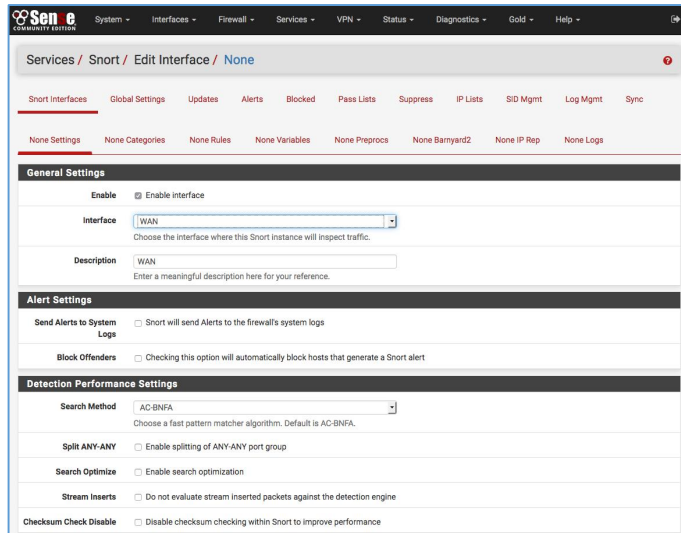 Sense
COMMUNITY EDITION
System Interfaces Firewall Services VPN Status Diagnostics Gold Help
Services / Snort / Edit Interface / None
Snort Interfaces Global Settings Updates Alerts Blocked Pass Lists Suppress IP Lists SID Mgmt Log Mgmt Sync
None Settings None Categories None Rules None Variables None Preprocs None Barnyard2 None IP Rep None Logs
General Settings
Enable Enable interface
Interface WAN
Choose the interface where this Snort instance will inspect traffic.
Description WAN
Enter a meaningful description here for your reference.
Alert Settings
Send Alerts to System Logs Snort will send Alerts to the firewall's system logs
Block Offenders Checking this option will automatically block hosts that generate a Snort alert
Detection Performance Settings
Search Method AC-BNFA
Choose a fast pattern matcher algorithm. Default is AC-BNFA.
Split ANY-ANY Enable splitting of ANY-ANY port group
Search Optimize Enable search optimization
Stream Inserts Do not evaluate stream inserted packets against the detection engine
Checksum Check Disable Disable checksum checking within Snort to improve performance